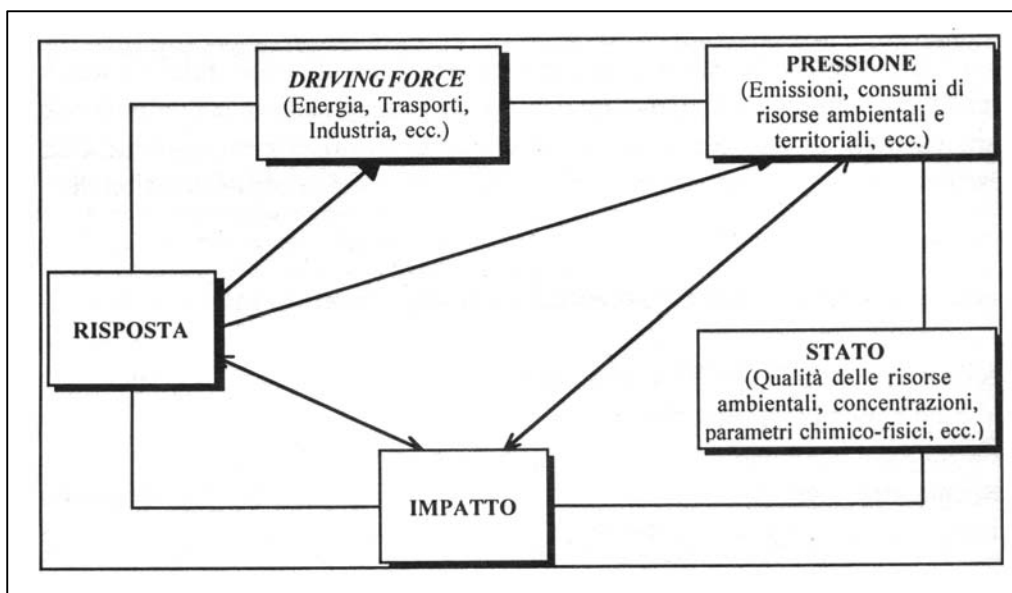 DRIVING FORCE
(Energia, Trasporti,
Industria, ecc.)
PRESSIONE
(Emissioni, consumi di
risorse ambientali e
territoriali, ecc.)
RISPOSTA
STATO
(Qualità delle risorse
ambientali, concentrazioni,
parametri chimico-fisici, ecc.)
IMPATTO